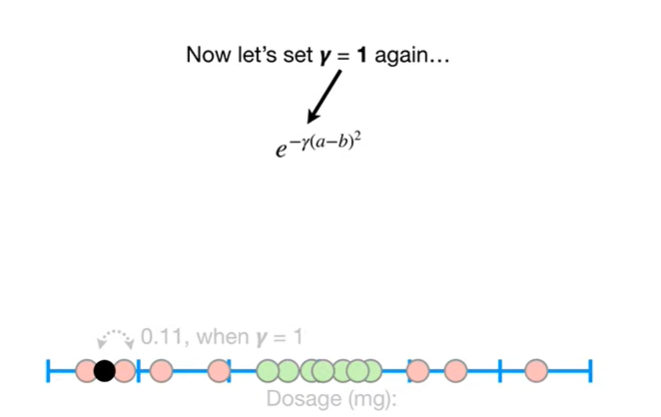 Now let's set γ = 1 again…
e^{-γ(a-b)^2}
0.11, when γ = 1
Dosage (mg):